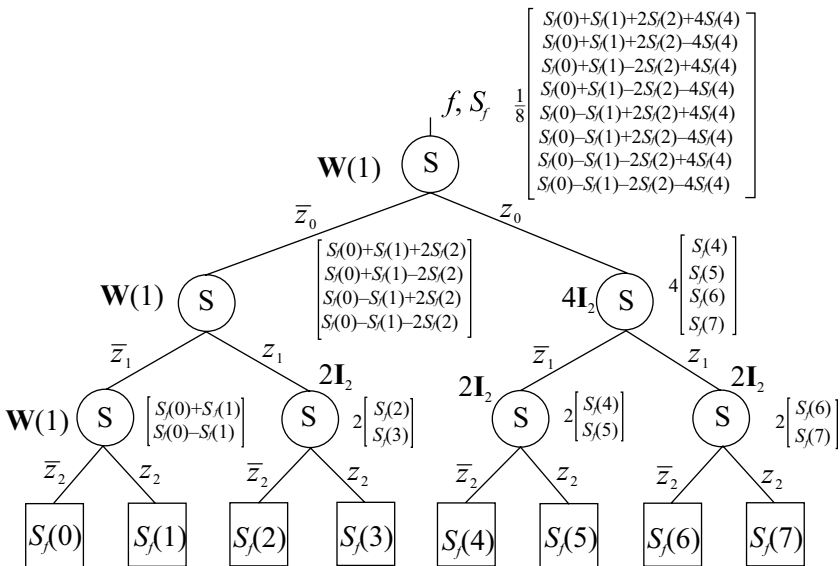 S_f(0)+S_f(1)+2S_f(2)+4S_f(4)
S_f(0)+S_f(1)+2S_f(2)–4S_f(4)
S_f(0)+S_f(1)–2S_f(2)+4S_f(4)
f, S_f 1/8 S_f(0)+S_f(1)–2S_f(2)–4S_f(4)
S_f(0)–S_f(1)+2S_f(2)+4S_f(4)
S_f(0)–S_f(1)+2S_f(2)–4S_f(4)
S_f(0)–S_f(1)–2S_f(2)+4S_f(4)
S_f(0)–S_f(1)–2S_f(2)–4S_f(4)
W(1) S
z̅_0 z_0
S_f(0)+S_f(1)+2S_f(2)
S_f(0)+S_f(1)–2S_f(2)
S_f(0)–S_f(1)+2S_f(2)
S_f(0)–S_f(1)–2S_f(2)
W(1) S
4I_2 S
4 S_f(4)
S_f(5)
S_f(6)
S_f(7)
z̅_1 z_1 z̅_1 z_1
W(1) S
S_f(0)+S_f(1)
S_f(0)–S_f(1)
2I_2 S
2 S_f(2)
S_f(3)
2I_2 S
2 S_f(4)
S_f(5)
2I_2 S
2 S_f(6)
S_f(7)
z̅_2 z_2 z̅_2 z_2 z̅_2 z_2 z̅_2 z_2
S_f(0) S_f(1) S_f(2) S_f(3) S_f(4) S_f(5) S_f(6) S_f(7)